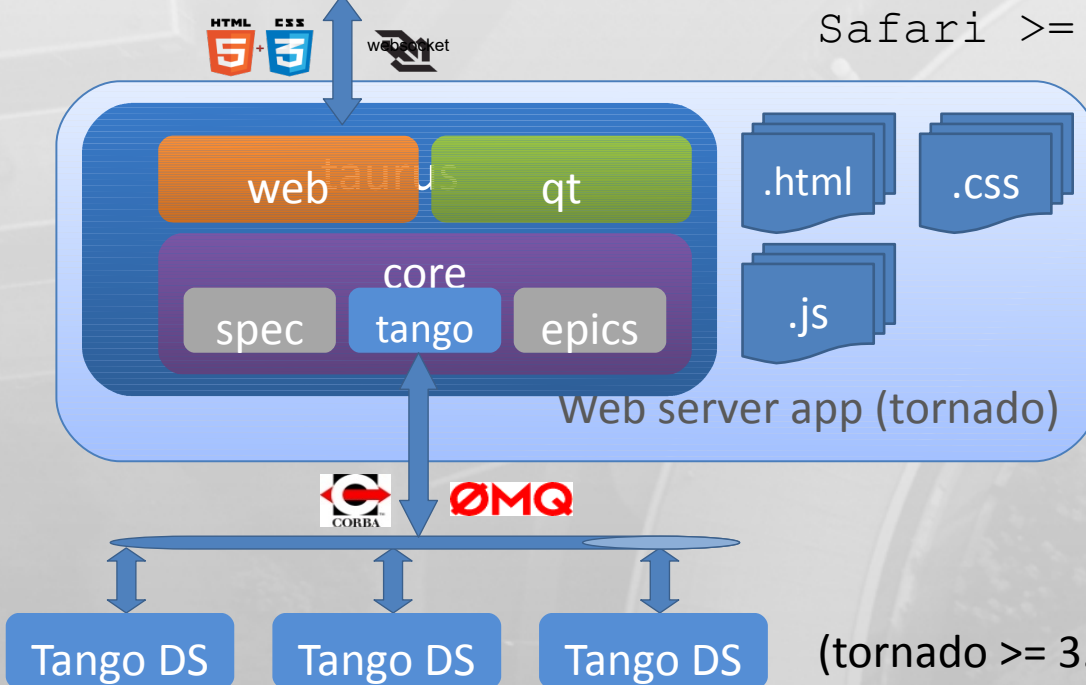 HTML CSS
5 + 3 websocket
Safari >=
taurus
web qt
.html .css
core
spec tango epics
.js
Web server app (tornado)
CORBA ØMQ
Tango DS Tango DS Tango DS
(tornado >= 3.